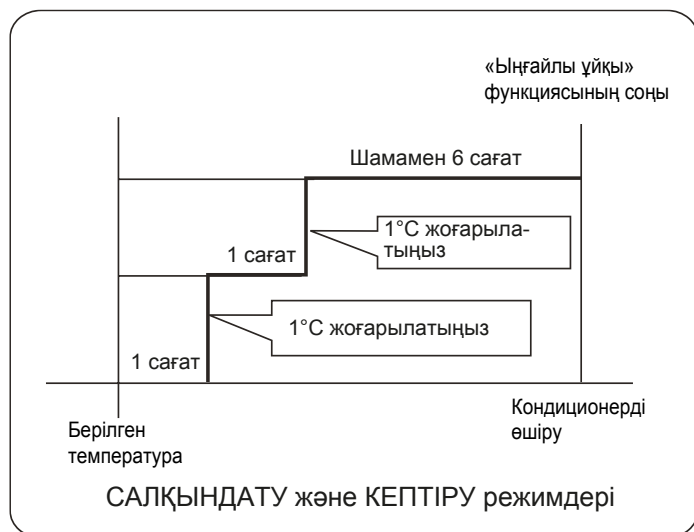 «Ыңғайлы ұйқы»
функциясының соңы
Шамамен 6 сағат
1°C жоғарыла-
тыңыз
1 сағат
1°C жоғарылатыңыз
1 сағат
Берілген
температура
Кондиционерді
өшіру
САЛҚЫНДАТУ және КЕПТІРУ режимдері